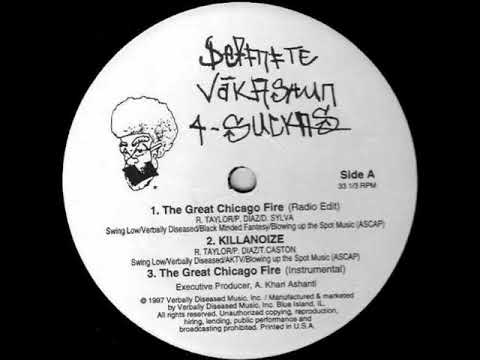 Definite
Vākashun
4-Suckas
Side A
33 1/3 RPM
1. The Great Chicago Fire (Radio Edit)
R. TAYLOR/P. DIAZ/D. SYLVA
Swing Low/Verbally Diseased/Black Minded Fantasy/Blowing up the Spot Music (ASCAP)
2. KILLANOIZE
R. TAYLOR/P. DIAZ/T.CASTON
Swing Low/Verbally Diseased/AKTV/Blowing up the Spot Music (ASCAP)
3. The Great Chicago Fire (Instrumental)
Executive Producer, A. Khari Ashanti
℗ 1997 Verbally Diseased Music, Inc. / Manufactured & marketed
by Verbally Diseased Music, Inc. Blue Island, IL.
All rights reserved. Unauthorized copying, reproduction,
hiring, lending, public performance and
broadcasting prohibited. Printed in U.S.A.